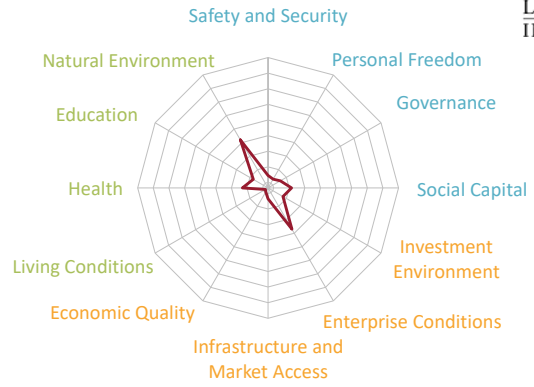 Safety and Security
Natural Environment
Personal Freedom
Education
Governance
Health
Social Capital
Living Conditions
Investment
Environment
Economic Quality
Enterprise Conditions
Infrastructure and
Market Access